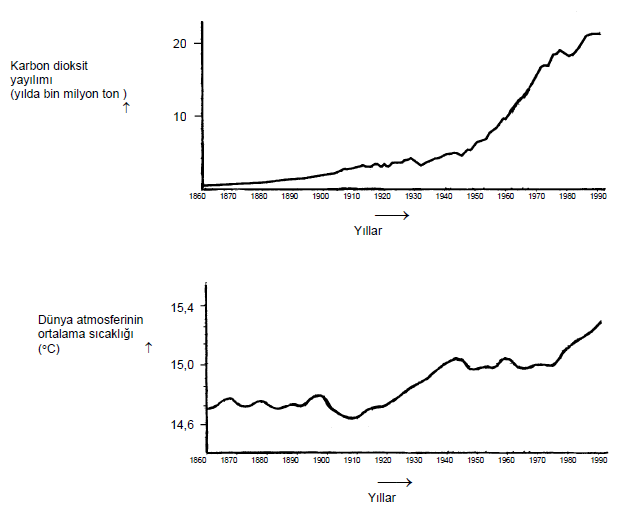 20
Karbon dioksit
yayılımı
(yılda bin milyon ton )
↑
10
1860 1870 1880 1890 1900 1910 1920 1930 1940 1950 1960 1970 1980 1990
→
Yıllar
15,4
Dünya atmosferinin
ortalama sıcaklığı
(°C) ↑
15,0
14,6
1860 1870 1880 1890 1900 1910 1920 1930 1940 1950 1960 1970 1980 1990
→
Yıllar